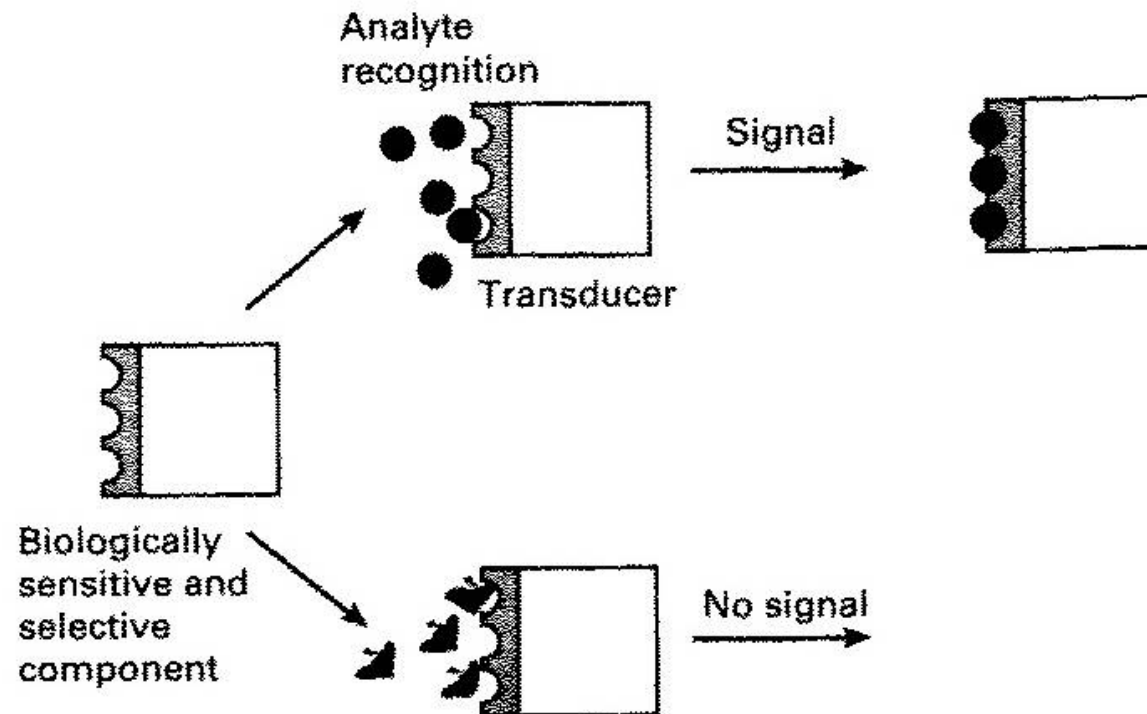 Analyte
recognition
Signal
Transducer
Biologically
sensitive and
selective
component
No signal